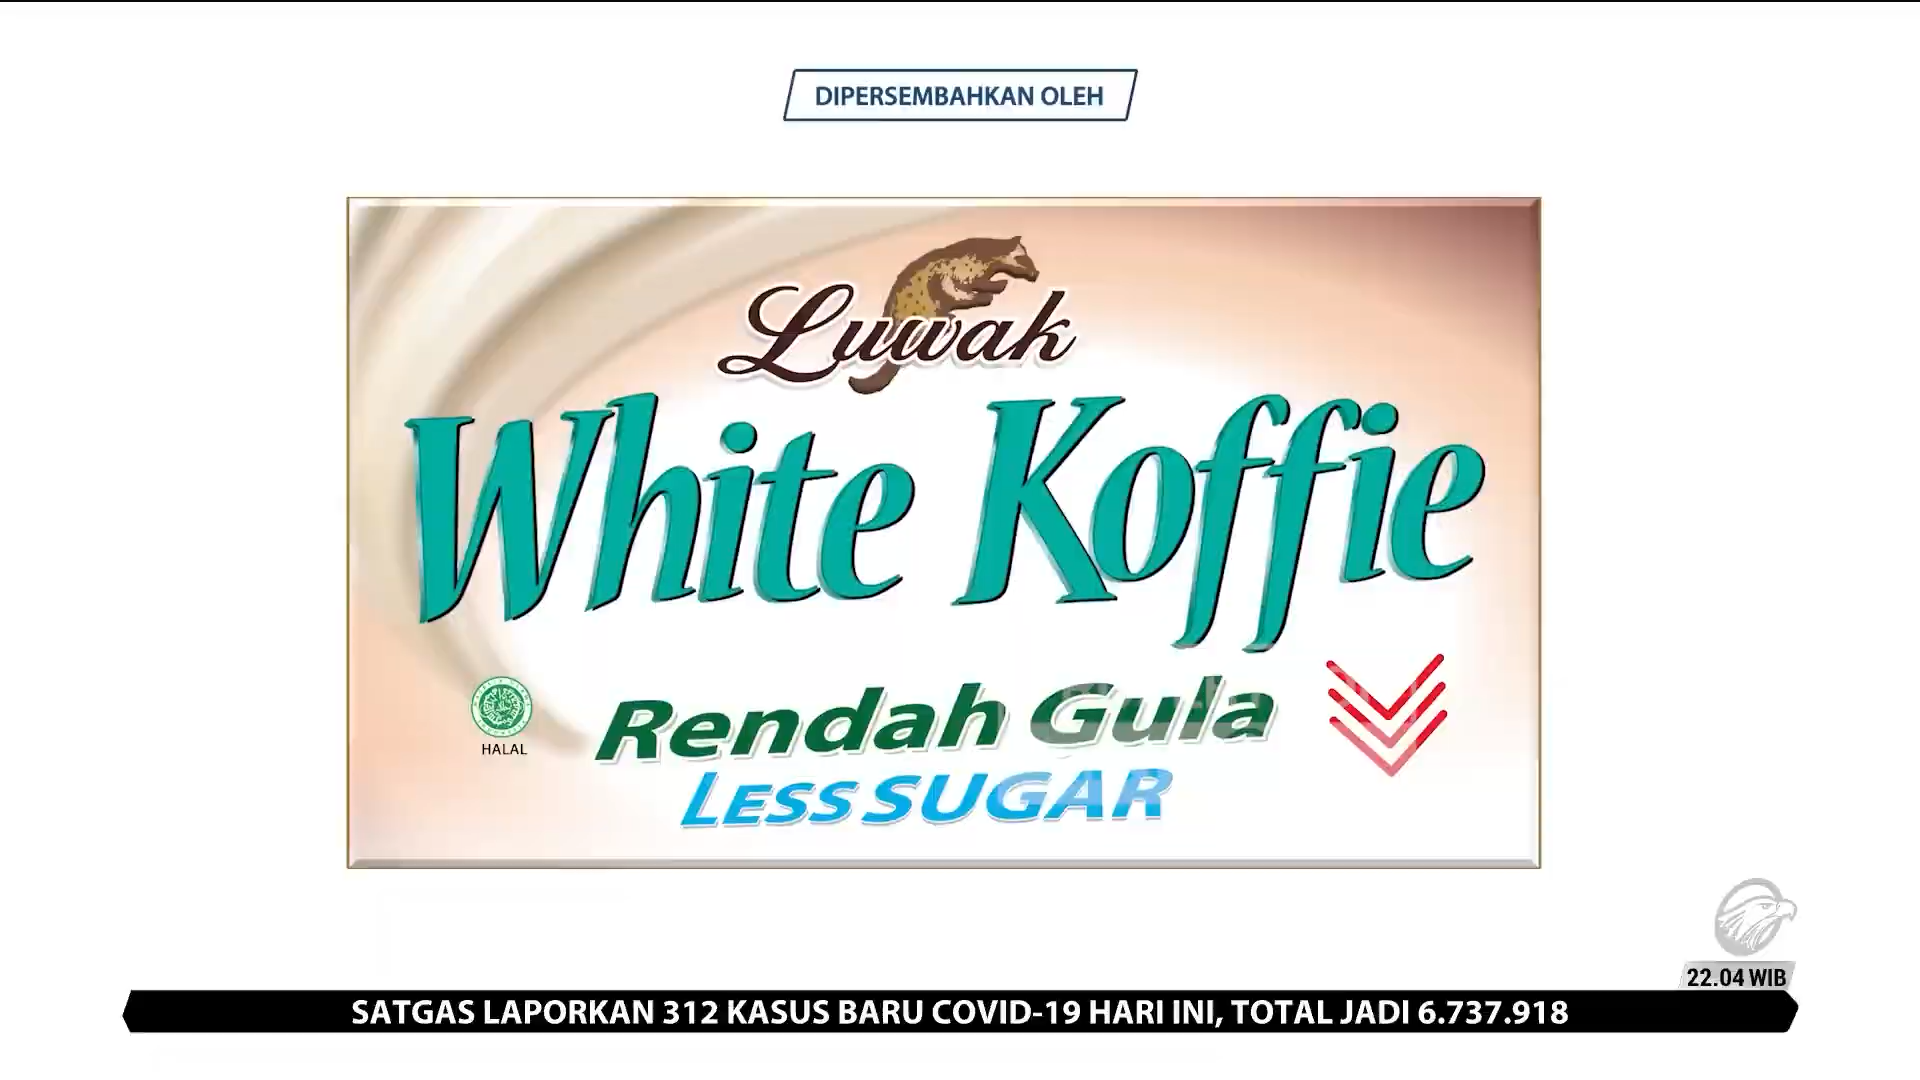 DIPERSEMBAHKAN OLEH
Luwak
White Koffie
Rendah Gula
LESS SUGAR
HALAL
22.04 WIB
SATGAS LAPORKAN 312 KASUS BARU COVID-19 HARI INI, TOTAL JADI 6.737.918